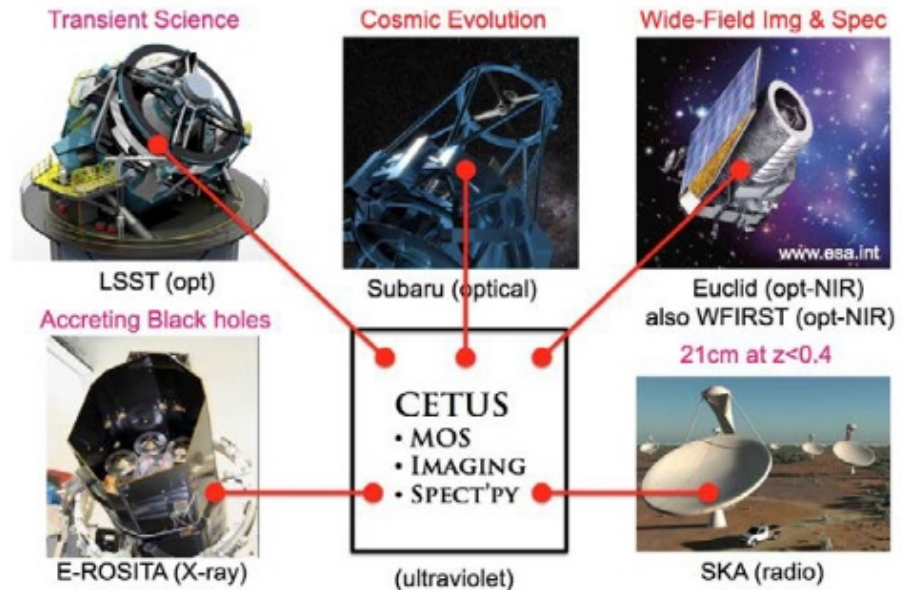 Transient Science
Cosmic Evolution
Wide-Field Img & Spec
www.esa.int
LSST (opt)
Subaru (optical)
Euclid (opt-NIR)
also WFIRST (opt-NIR)
Accreting Black holes
21cm at z<0.4
CETUS
• MOS
• IMAGING
• SPECT'PY
E-ROSITA (X-ray)
(ultraviolet)
SKA (radio)